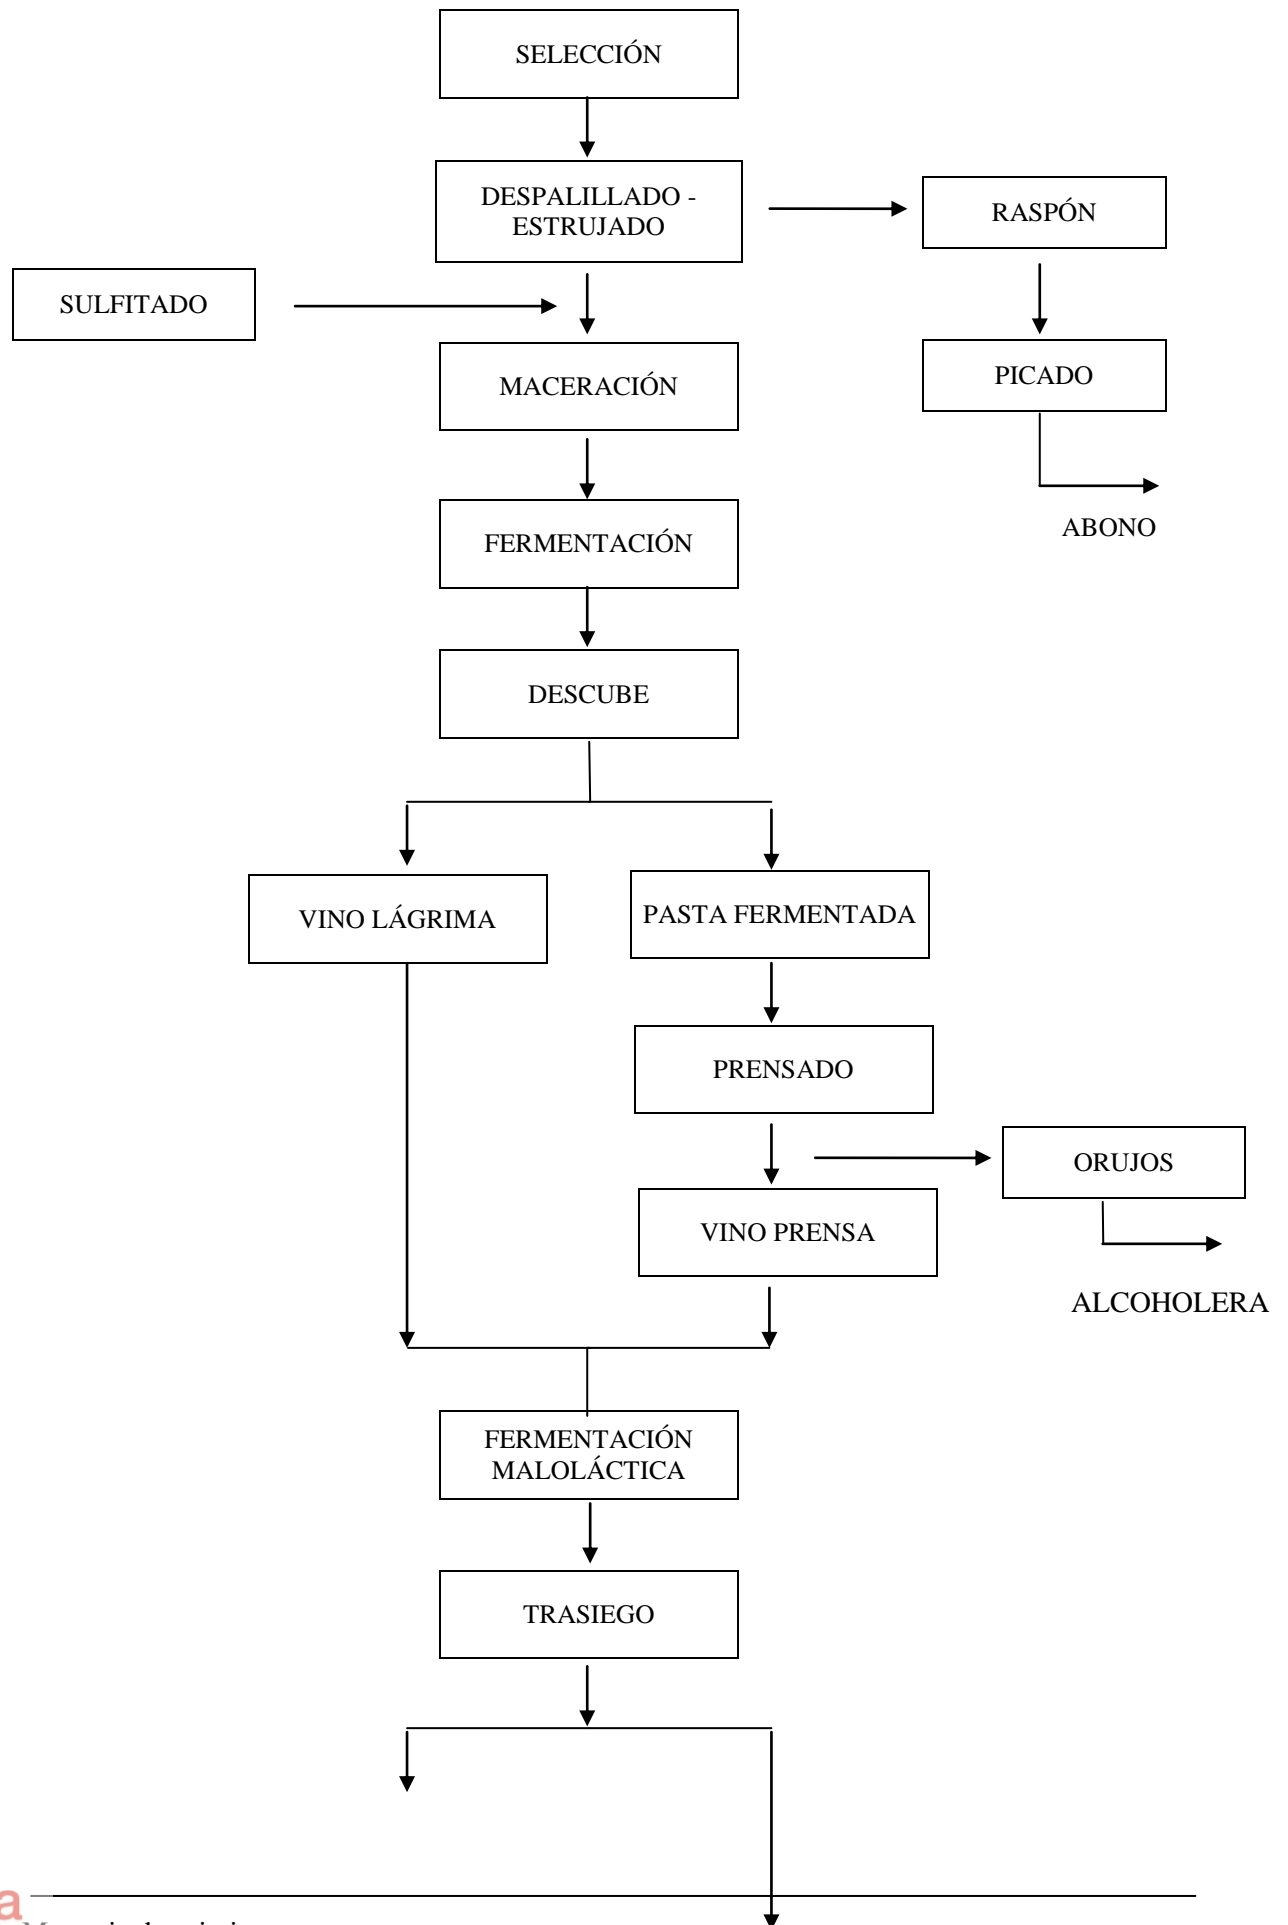 SELECCIÓN
DESPALILLADO -
ESTRUJADO
RASPÓN
SULFITADO
MACERACIÓN
PICADO
ABONO
FERMENTACIÓN
DESCUBE
VINO LÁGRIMA
PASTA FERMENTADA
PRENSADO
ORUJOS
VINO PRENSA
ALCOHOLERA
FERMENTACIÓN
MALOLÁCTICA
TRASIEGO
a